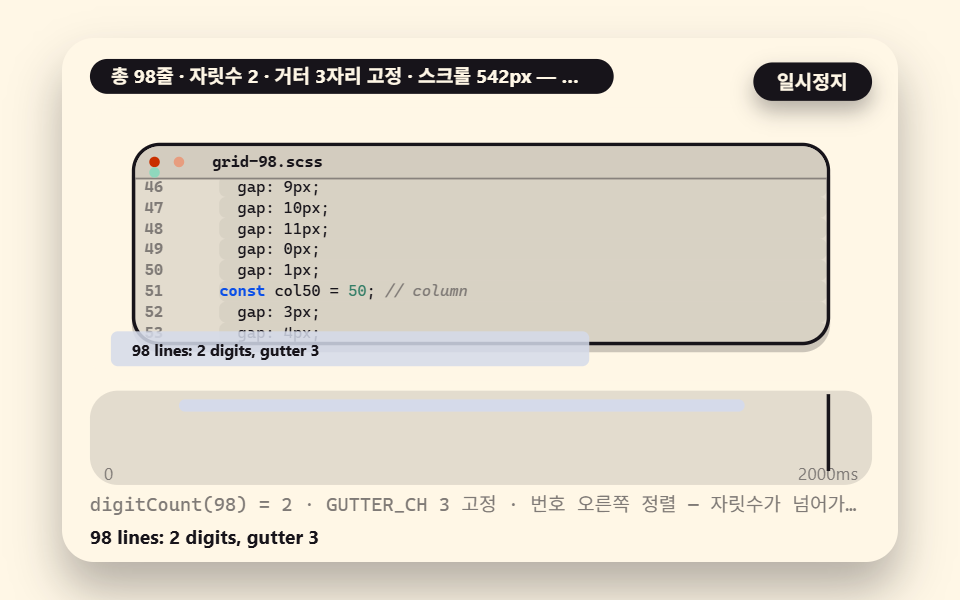 총 98줄 · 자릿수 2 · 거터 3자리 고정 · 스크롤 542px — …
일시정지
grid-98.scss
46 gap: 9px;
47 gap: 10px;
48 gap: 11px;
49 gap: 0px;
50 gap: 1px;
51 const col50 = 50; // column
52 gap: 3px;
53 gap: 4px;
98 lines: 2 digits, gutter 3
0
2000ms
digitCount(98) = 2 · GUTTER_CH 3 고정 · 번호 오른쪽 정렬 — 자릿수가 넘어가…
98 lines: 2 digits, gutter 3